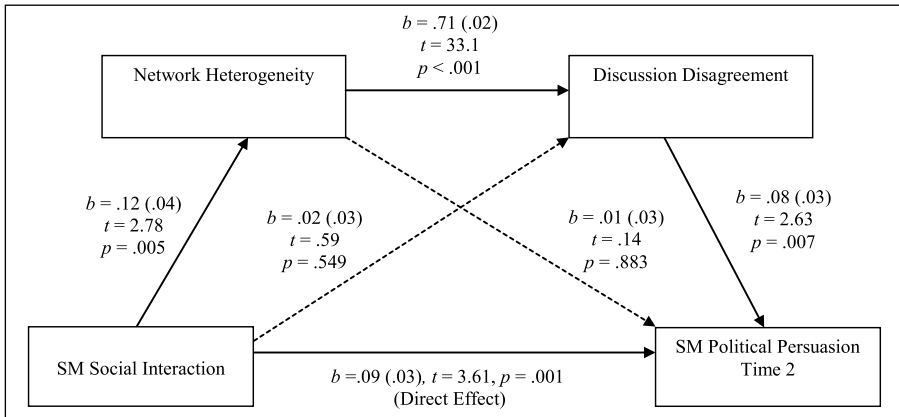 b = .71 (.02)
t = 33.1
p < .001
Network Heterogeneity
Discussion Disagreement
b = .12 (.04)
t = 2.78
p = .005
b = .02 (.03)
t = .59
p = .549
b = .01 (.03)
t = .14
p = .883
b = .08 (.03)
t = 2.63
p = .007
SM Social Interaction
SM Political Persuasion
Time 2
b =.09 (.03), t = 3.61, p = .001
(Direct Effect)